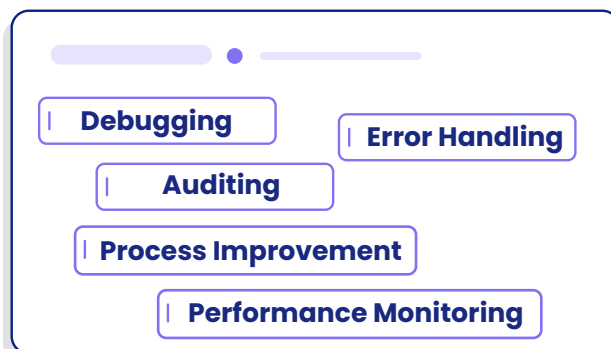 Debugging
Error Handling
Auditing
Process Improvement
Performance Monitoring